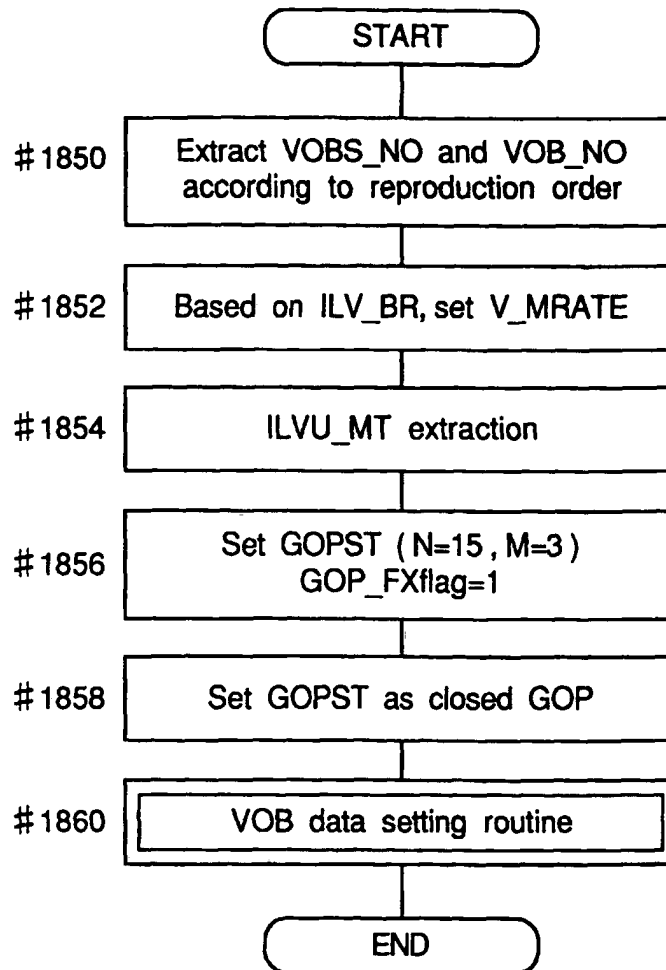 START
#1850
Extract VOBS_NO and VOB_NO
according to reproduction order
#1852
Based on ILV_BR, set V_MRATE
#1854
ILVU_MT extraction
#1856
Set GOPST (N=15, M=3)
GOP_FXflag=1
#1858
Set GOPST as closed GOP
#1860
VOB data setting routine
END